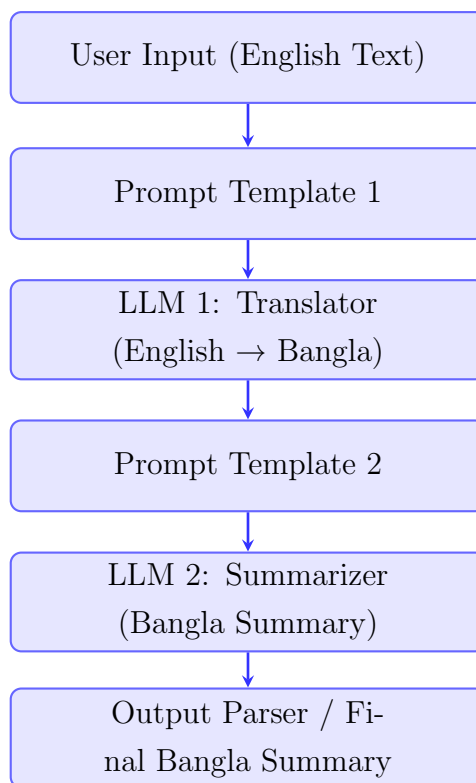 User Input (English Text)
Prompt Template 1
LLM 1: Translator
(English → Bangla)
Prompt Template 2
LLM 2: Summarizer
(Bangla Summary)
Output Parser / Fi-
nal Bangla Summary